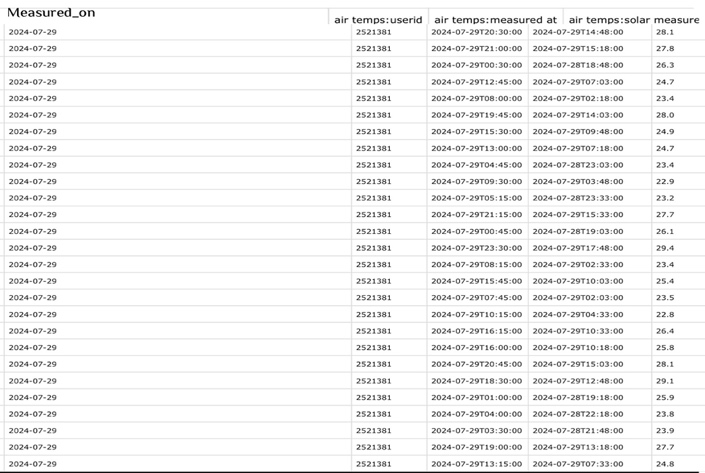 Measured_on air temps:userid air temps:measured at air temps:solar measure
2024-07-29 2521381 2024-07-29T20:30:00 2024-07-29T14:48:00 28.1
2024-07-29 2521381 2024-07-29T21:00:00 2024-07-29T15:18:00 27.8
2024-07-29 2521381 2024-07-29T00:30:00 2024-07-28T18:48:00 26.3
2024-07-29 2521381 2024-07-29T12:45:00 2024-07-29T07:03:00 24.7
2024-07-29 2521381 2024-07-29T08:00:00 2024-07-29T02:18:00 23.4
2024-07-29 2521381 2024-07-29T19:45:00 2024-07-29T14:03:00 28.0
2024-07-29 2521381 2024-07-29T15:30:00 2024-07-29T09:48:00 24.9
2024-07-29 2521381 2024-07-29T13:00:00 2024-07-29T07:18:00 24.7
2024-07-29 2521381 2024-07-29T04:45:00 2024-07-28T23:03:00 23.4
2024-07-29 2521381 2024-07-29T09:30:00 2024-07-29T03:48:00 22.9
2024-07-29 2521381 2024-07-29T05:15:00 2024-07-28T23:33:00 23.2
2024-07-29 2521381 2024-07-29T21:15:00 2024-07-29T15:33:00 27.7
2024-07-29 2521381 2024-07-29T00:45:00 2024-07-28T19:03:00 26.1
2024-07-29 2521381 2024-07-29T23:30:00 2024-07-29T17:48:00 29.4
2024-07-29 2521381 2024-07-29T08:15:00 2024-07-29T02:33:00 23.4
2024-07-29 2521381 2024-07-29T15:45:00 2024-07-29T10:03:00 25.4
2024-07-29 2521381 2024-07-29T07:45:00 2024-07-29T02:03:00 23.5
2024-07-29 2521381 2024-07-29T10:15:00 2024-07-29T04:33:00 22.8
2024-07-29 2521381 2024-07-29T16:15:00 2024-07-29T10:33:00 26.4
2024-07-29 2521381 2024-07-29T16:00:00 2024-07-29T10:18:00 25.8
2024-07-29 2521381 2024-07-29T20:45:00 2024-07-29T15:03:00 28.1
2024-07-29 2521381 2024-07-29T18:30:00 2024-07-29T12:48:00 29.1
2024-07-29 2521381 2024-07-29T01:00:00 2024-07-28T19:18:00 25.9
2024-07-29 2521381 2024-07-29T04:00:00 2024-07-28T22:18:00 23.8
2024-07-29 2521381 2024-07-29T03:30:00 2024-07-28T21:48:00 23.9
2024-07-29 2521381 2024-07-29T19:00:00 2024-07-29T13:18:00 27.7
2024-07-29 2521381 2024-07-29T13:15:00 2024-07-29T07:33:00 24.8